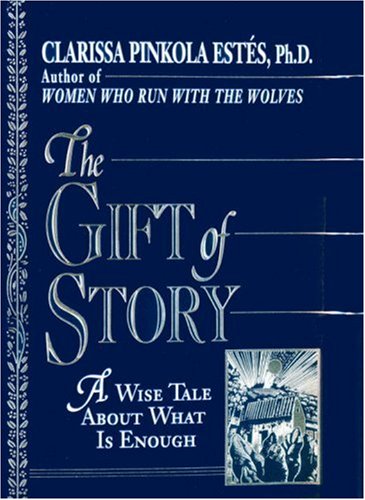 CLARISSA PINKOLA ESTÉS, Ph.D.
Author of
WOMEN WHO RUN WITH THE WOLVES
The
GIFT of
STORY
A WISE TALE
ABOUT WHAT
IS ENOUGH